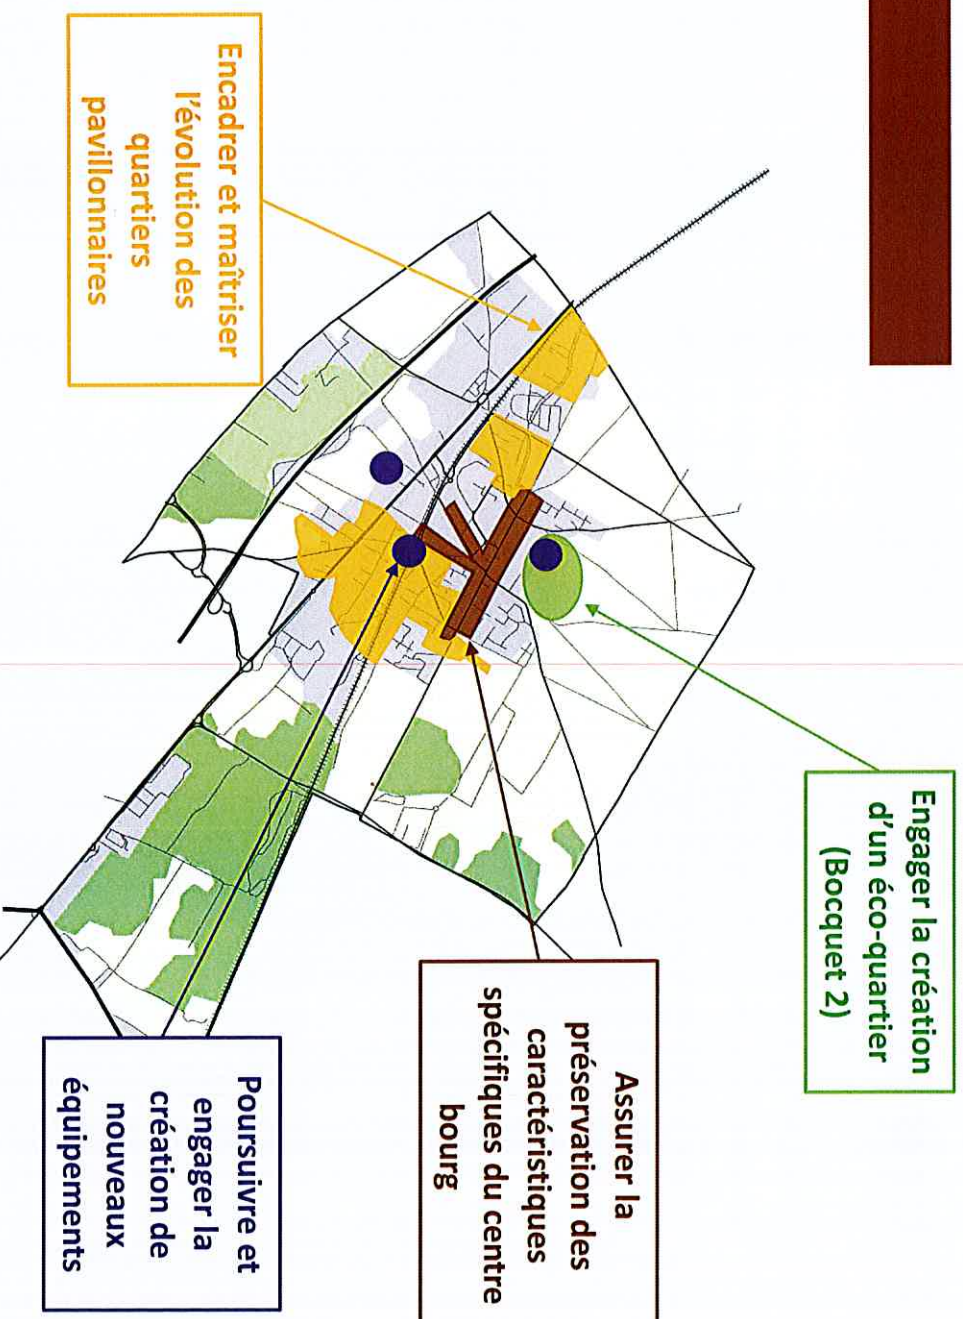 Engager la création
d'un éco-quartier
(Bocquet 2)
Assurer la
préservation des
caractéristiques
spécifiques du centre
bourg
Encadrer et maîtriser
l'évolution des
quartiers
pavillonnaires
Poursuivre et
engager la
création de
nouveaux
équipements